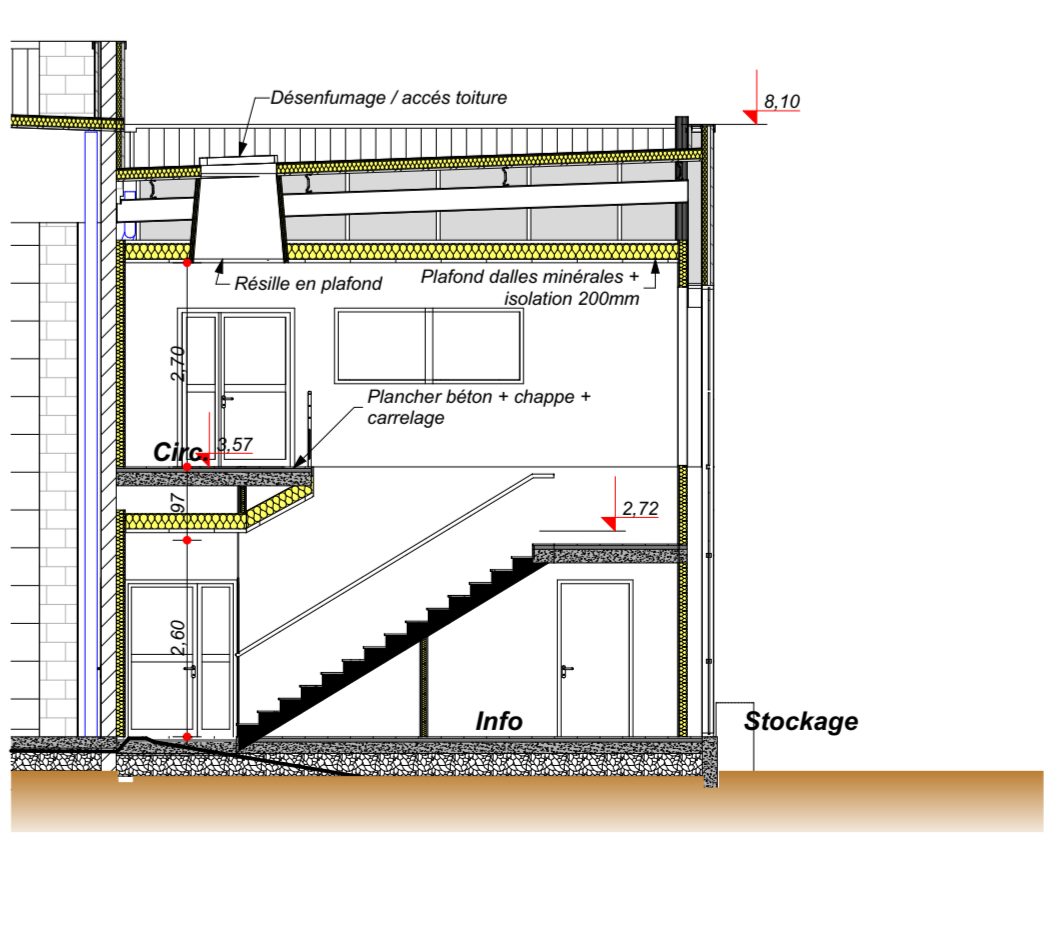 Désenfumage / accés toiture
8,10
Résille en plafond
Plafond dalles minérales +
isolation 200mm
2,70
Plancher béton + chappe +
carrelage
Circ.
3,57
97
2,72
2,60
Info
Stockage